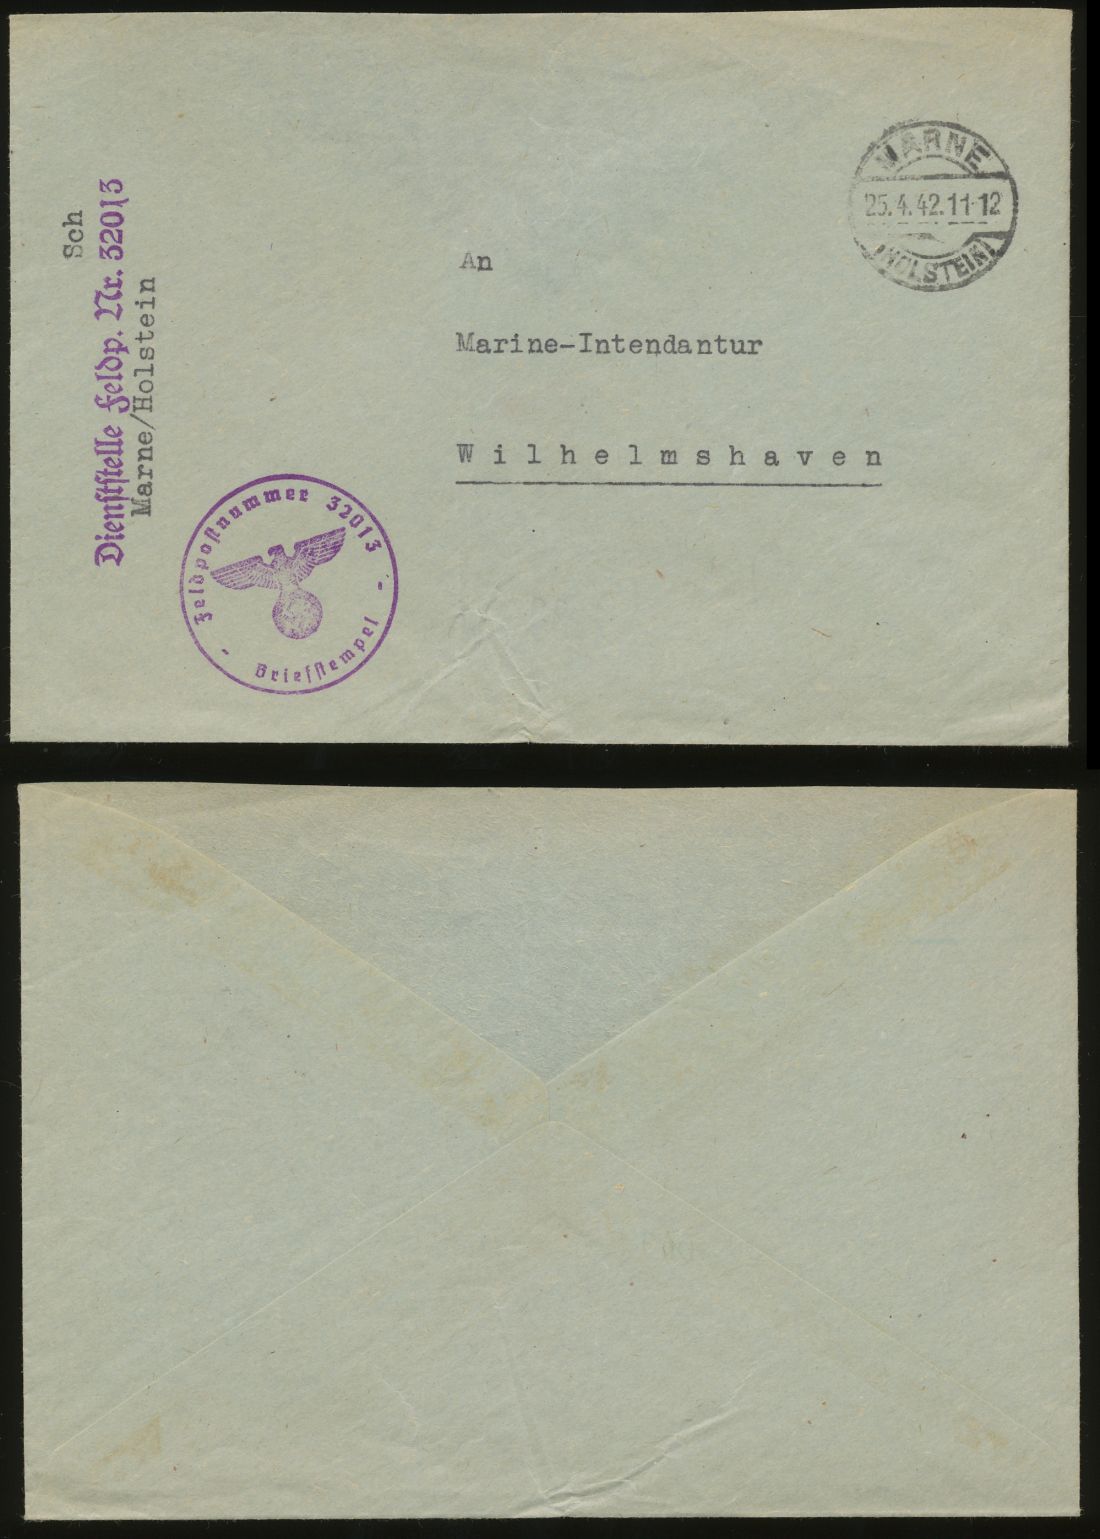 Sch
Dienststelle Feldp. Nr. 32013
Marne/Holstein
MARNE
25.4.42.11-12
(HOLSTEIN)
An
Marine-Intendantur
Wilhelmshaven
Feldpostnummer 32013
- Briefstempel -